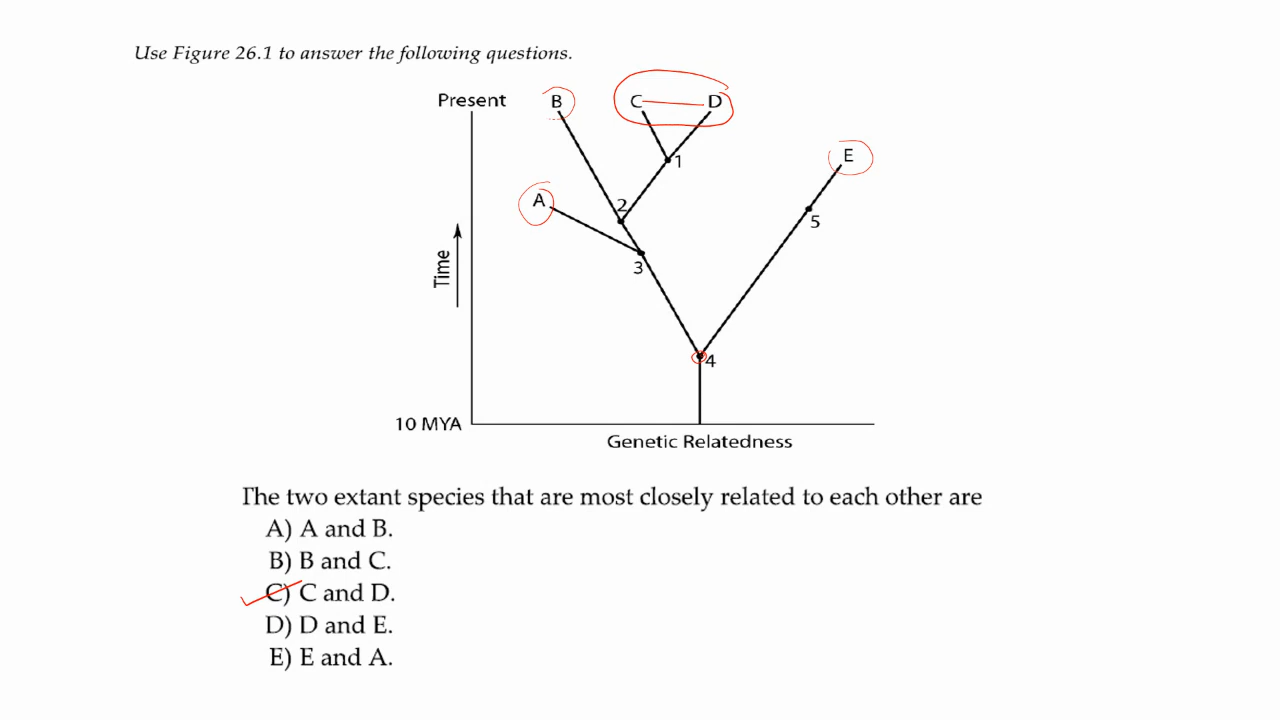 Use Figure 26.1 to answer the following questions.
Present B C D
E
1
A
2
5
3
Time
4
10 MYA
Genetic Relatedness
The two extant species that are most closely related to each other are
A) A and B.
B) B and C.
C) C and D.
D) D and E.
E) E and A.